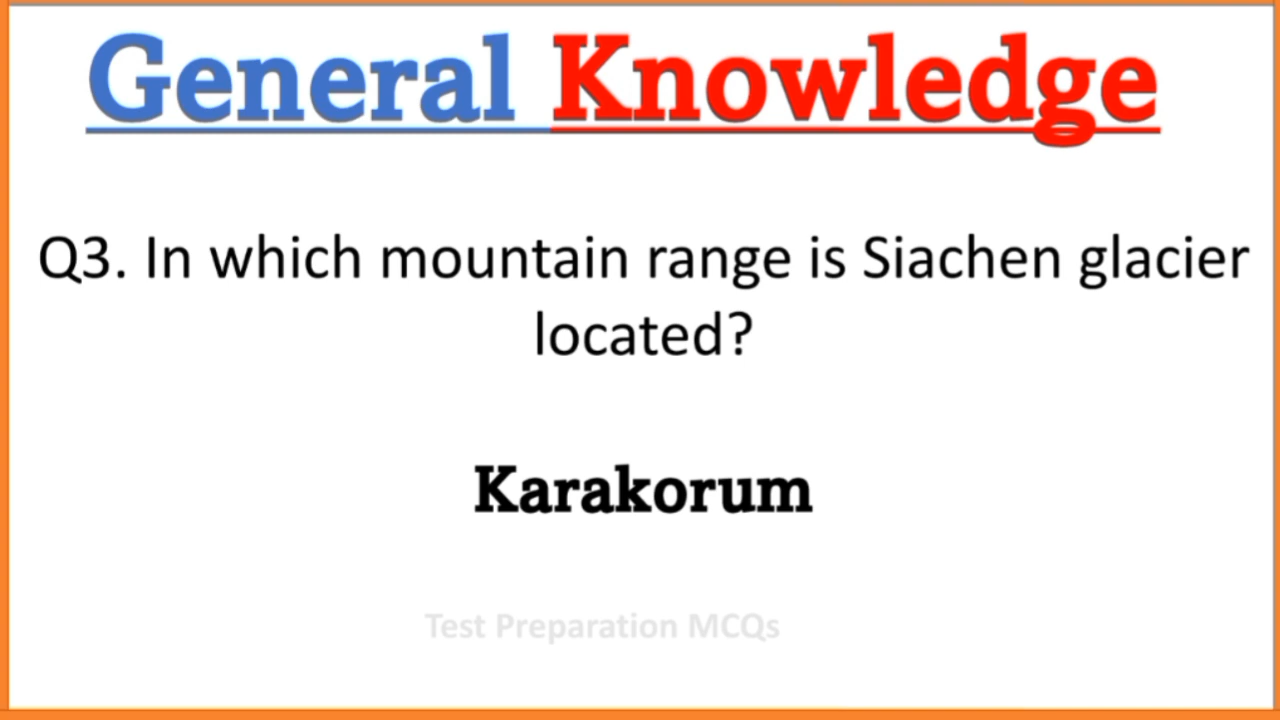 General Knowledge
Q3. In which mountain range is Siachen glacier
located?
Karakorum
Test Preparation MCQs